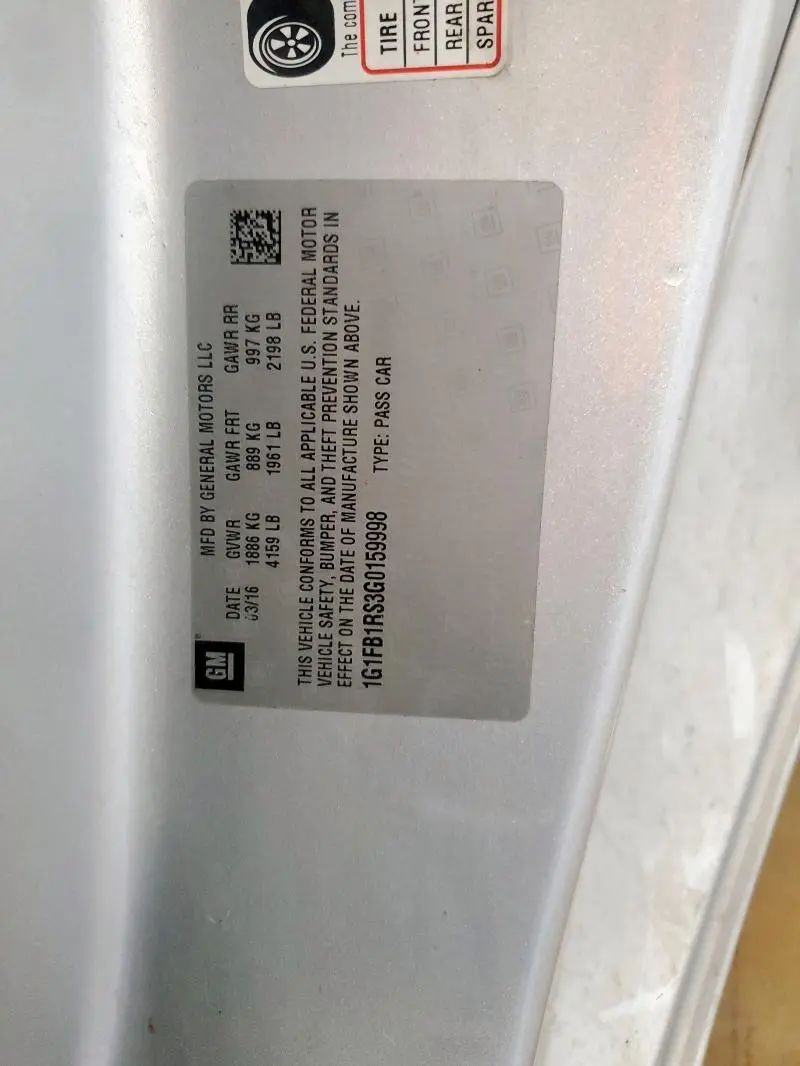 GM
MFD BY GENERAL MOTORS LLC
DATE GVWR GAWR FRT GAWR RR
03/16 1886 KG 889 KG 997 KG
4159 LB 1961 LB 2198 LB
THIS VEHICLE CONFORMS TO ALL APPLICABLE U.S. FEDERAL MOTOR
VEHICLE SAFETY, BUMPER, AND THEFT PREVENTION STANDARDS IN
EFFECT ON THE DATE OF MANUFACTURE SHOWN ABOVE.
1G1FB1RS3G0159998 TYPE: PASS CAR
The com
TIRE
FRONT
REAR
SPAR